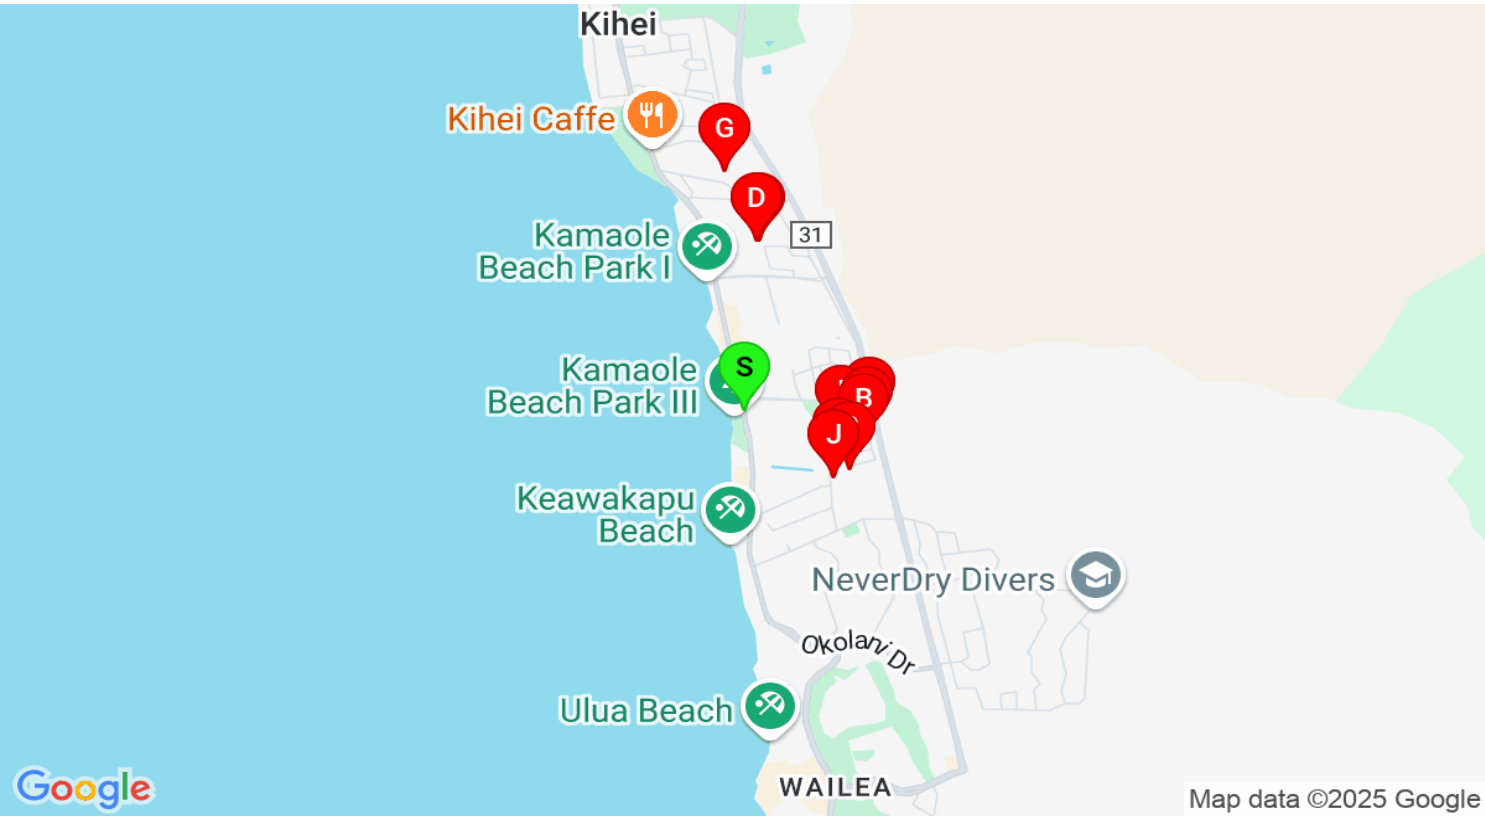 Kihei
Kihei Caffe
G
D
Kamaole
Beach Park I
31
S
Kamaole
Beach Park III
B
J
Keawakapu
Beach
NeverDry Divers
Okolani Dr
Ulua Beach
WAILEA
Google
Map data ©2025 Google